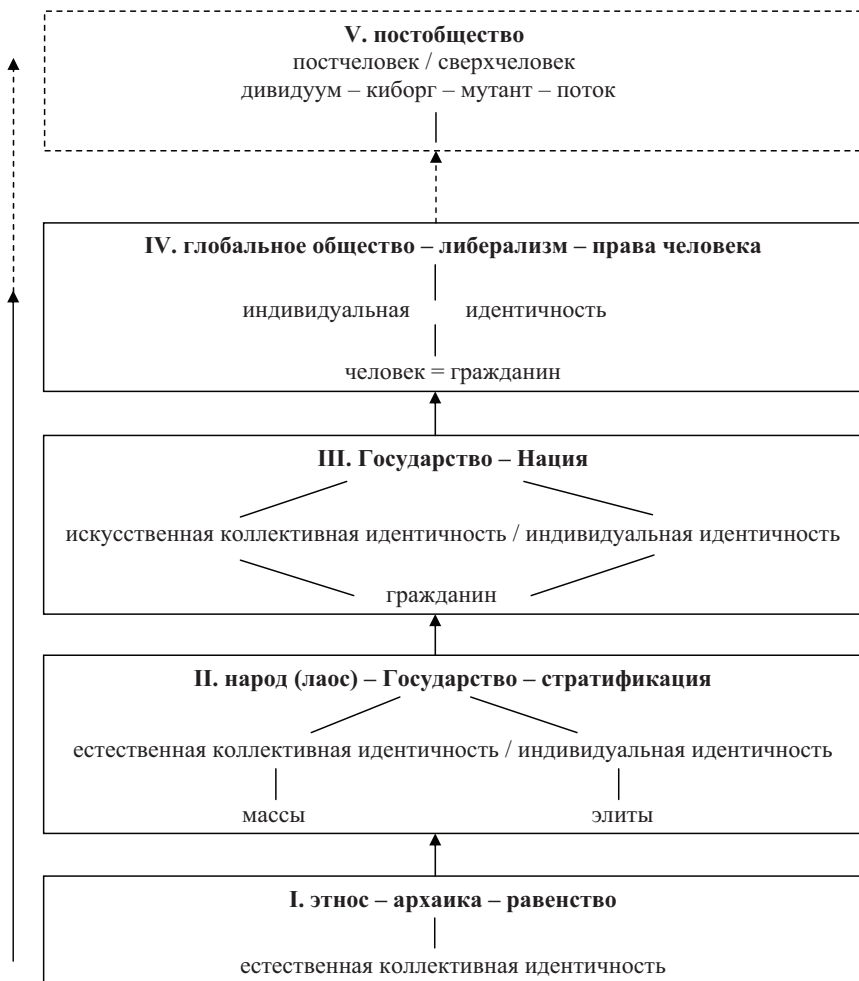 V. постобщество
постчеловек / сверхчеловек
дивидуум – киборг – мутант – поток
IV. глобальное общество – либерализм – права человека
индивидуальная идентичность
человек = гражданин
III. Государство – Нация
искусственная коллективная идентичность / индивидуальная идентичность
гражданин
II. народ (лаос) – Государство – стратификация
естественная коллективная идентичность / индивидуальная идентичность
массы элиты
I. этнос – архаика – равенство
естественная коллективная идентичность